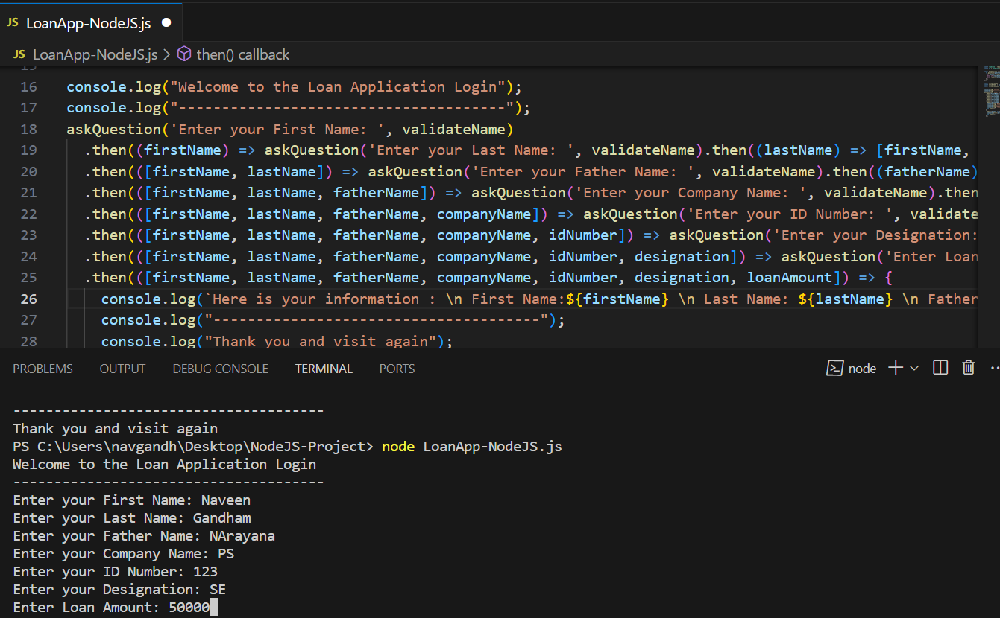 JS LoanApp-NodeJS.js
JS LoanApp-NodeJS.js > then() callback
15
16 console.log("Welcome to the Loan Application Login");
17 console.log("--------------------------------------");
18 askQuestion('Enter your First Name: ', validateName)
19 .then((firstName) => askQuestion('Enter your Last Name: ', validateName).then((lastName) => [firstName,
20 .then(([firstName, lastName]) => askQuestion('Enter your Father Name: ', validateName).then((fatherName)
21 .then(([firstName, lastName, fatherName]) => askQuestion('Enter your Company Name: ', validateName).then
22 .then(([firstName, lastName, fatherName, companyName]) => askQuestion('Enter your ID Number: ', validate
23 .then(([firstName, lastName, fatherName, companyName, idNumber]) => askQuestion('Enter your Designation:
24 .then(([firstName, lastName, fatherName, companyName, idNumber, designation]) => askQuestion('Enter Loan
25 .then(([firstName, lastName, fatherName, companyName, idNumber, designation, loanAmount]) => {
26 console.log(`Here is your information : \n First Name:${firstName} \n Last Name: ${lastName} \n Father
27 console.log("--------------------------------------");
28 console.log("Thank you and visit again");
PROBLEMS OUTPUT DEBUG CONSOLE TERMINAL PORTS node
--------------------------------------
Thank you and visit again
PS C:\Users\navgandh\Desktop\NodeJS-Project> node LoanApp-NodeJS.js
Welcome to the Loan Application Login
--------------------------------------
Enter your First Name: Naveen
Enter your Last Name: Gandham
Enter your Father Name: NArayana
Enter your Company Name: PS
Enter your ID Number: 123
Enter your Designation: SE
Enter Loan Amount: 50000